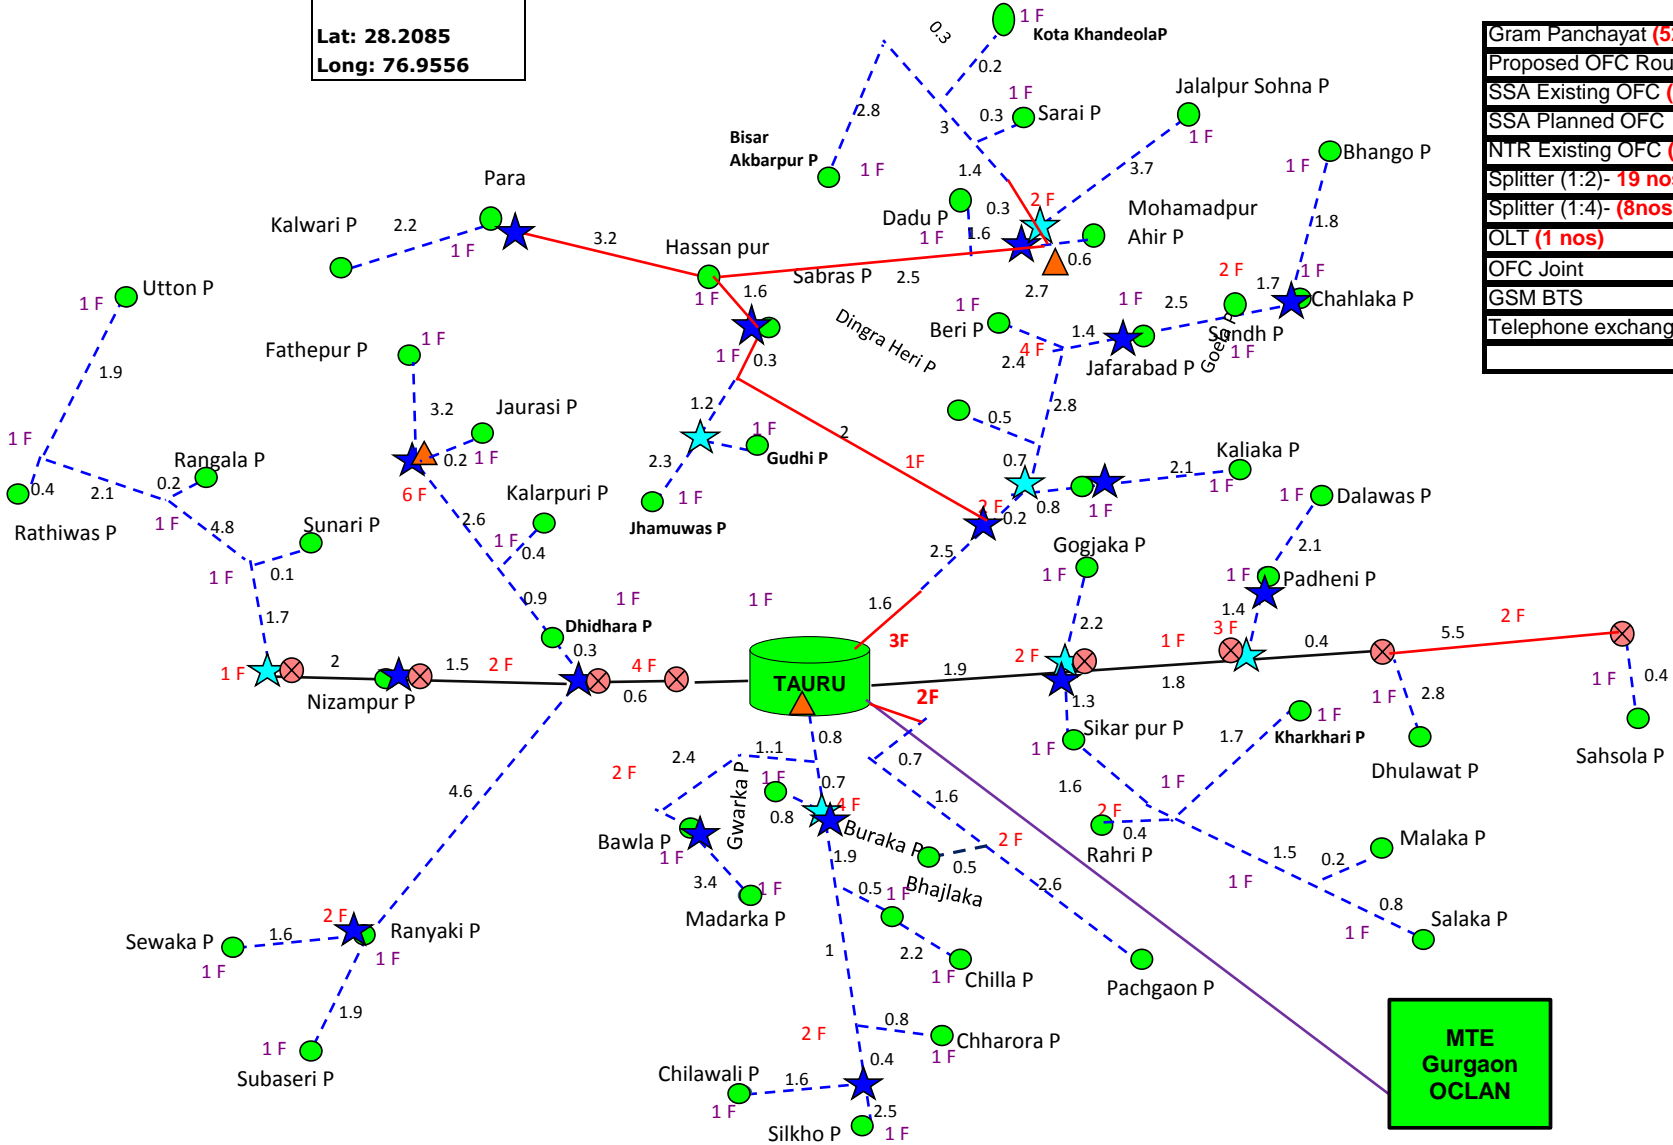 Lat: 28.2085
Long: 76.9556
Gram Panchayat (5
Proposed OFC Rou
SSA Existing OFC (
SSA Planned OFC
NTR Existing OFC (
Splitter (1:2)- 19 nos
Splitter (1:4)- (8nos
OLT (1 nos)
OFC Joint
GSM BTS
Telephone exchang
1 F
Kota KhandeolaP
0.3
0.2
2.8
3
1 F
0.3
Sarai P
Jalalpur Sohna P
1 F
3.7
Bisar
Akbarpur P
1 F
Bhango P
1 F
1.8
Para
Kalwari P
2.2
1 F
3.2
Hassan pur
1 F
1.4
Dadu P
0.3
1 F
1.6
2 F
Mohamadpur
Ahir P
0.6
Sabras P
2.5
2.7
1.6
1 F
0.3
Utton P
1 F
1.9
Fathepur P
1 F
3.2
Jaurasi P
0.2
1 F
6 F
Dingra Heri P
Beri P
1 F
4 F
2.4
1.4
1 F
Jafarabad P
2.5
2 F
1.7
1 F
Chahlaka P
Sondh P
Goela P
1 F
2.8
0.5
0.7
1.2
2
1F
1 F
Gudhi P
2.3
1 F
Jhamuwas P
2 F
0.2
0.8
1 F
2.1
Kaliaka P
1 F
Dalawas P
1 F
2.1
Padheni P
1 F
1.4
3 F
1 F
0.4
Rathiwas P
2.1
Rangala P
0.2
1 F
4.8
Sunari P
0.1
1 F
1.7
Kalarpuri P
2.6
1 F
0.4
0.9
Dhidhara P
1 F
1 F
0.3
2.5
1.6
3F
Gogjaka P
1 F
2.2
2 F
1 F
1.9
1.8
0.4
5.5
2 F
1 F
2
Nizampur P
1.5
2 F
4 F
0.6
TAURU
2F
1.3
Sikar pur P
1 F
1.7
1 F
Kharkhari P
1 F
2.8
Dhulawat P
1 F
0.4
Sahsola P
4.6
0.8
1..1
2.4
2 F
0.7
1 F
Gwarka P
0.8
4 F
Buraka P
Bawla P
1 F
3.4
1 F
Madarka P
0.7
1.6
2 F
0.5
Bhajlaka
2.6
Pachgaon P
1.6
1 F
2 F
0.4
Rahri P
1.5
0.2
Malaka P
1 F
0.8
Salaka P
1 F
1.9
0.5
1 F
2.2
Chilla P
1 F
1
2 F
0.8
Chharora P
1 F
0.4
Chilawali P
1.6
1 F
2.5
Silkho P
1 F
2 F
Ranyaki P
1 F
Sewaka P
1.6
1 F
1.9
1 F
Subaseri P
MTE
Gurgaon
OCLAN